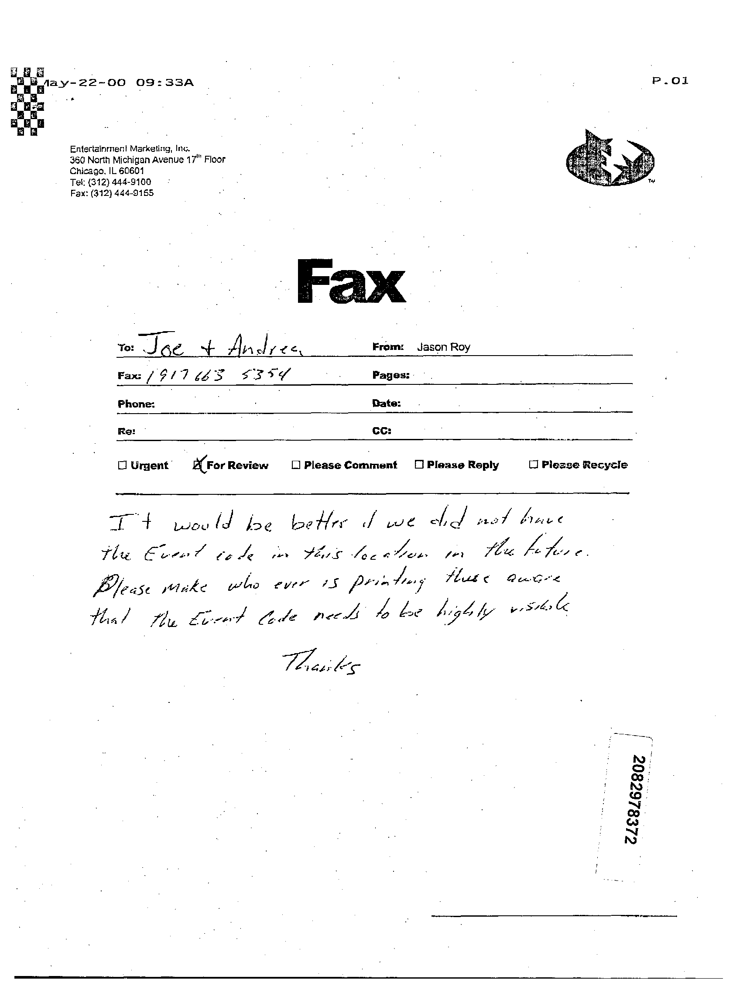 May-22-00 09:33A P.01
Entertainment Marketing, Inc.
360 North Michigan Avenue 17th Floor
Chicago, IL 60601
Tel: (312) 444-9100
Fax: (312) 444-9155
Fax
To: Joe + Andrea From: Jason Roy
Fax: 1917 663 5354 Pages:
Phone: Date:
Re: CC:
☐ Urgent ☒ For Review ☐ Please Comment ☐ Please Reply ☐ Please Recycle
It would be better if we did not have
the Event code in this location in the future.
Please make who ever is printing these aware
that the Event Code needs to be highly visible
Thanks
2082978372